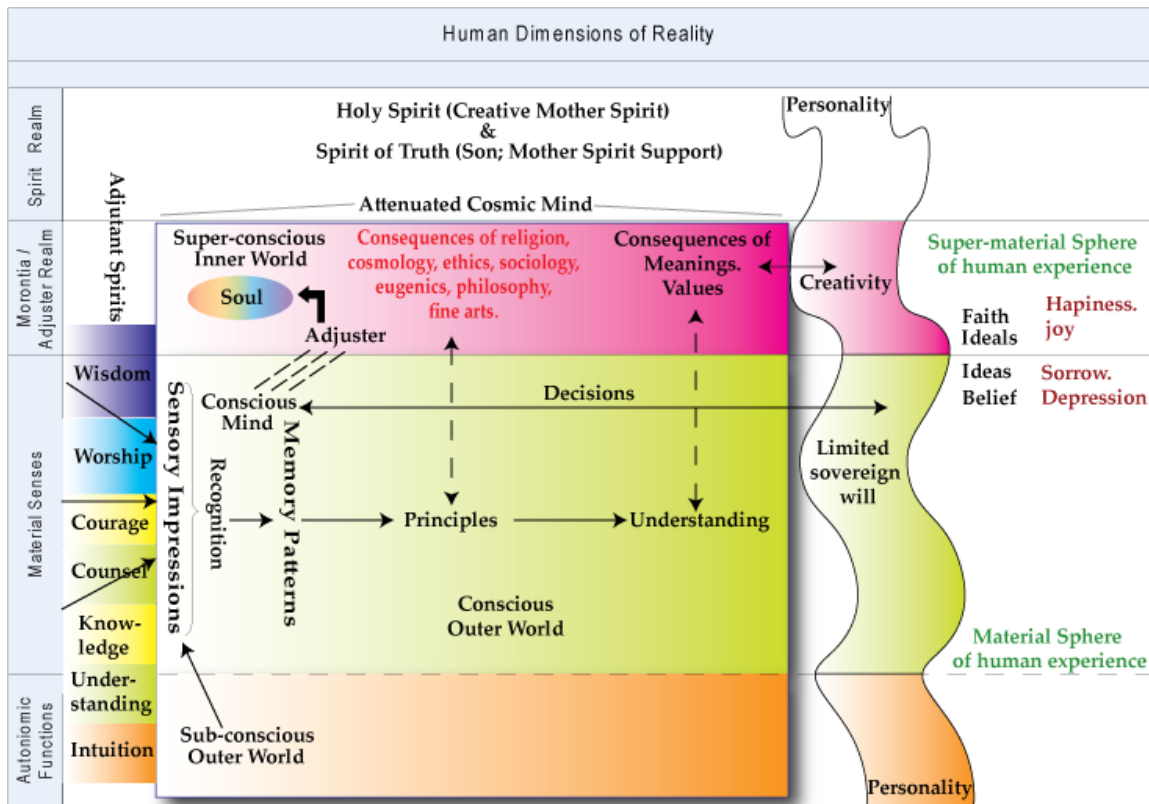 Human Dimensions of Reality
Spirit Realm
Morontia /
Adjuster Realm
Material Senses
Autoniomic
Functions
Adjutant Spirits
Wisdom
Worship
Courage
Counsel
Know-
ledge
Under-
standing
Intuition
Holy Spirit (Creative Mother Spirit)
&
Spirit of Truth (Son; Mother Spirit Support)
Attenuated Cosmic Mind
Super-conscious
Inner World
Soul
Adjuster
Consequences of religion,
cosmology, ethics, sociology,
eugenics, philosophy,
fine arts.
Consequences of
Meanings.
Values
Sensory Impressions
Conscious
Mind
Recognition
Memory Patterns
Decisions
Principles
Understanding
Conscious
Outer World
Sub-conscious
Outer World
Personality
Creativity
Limited
sovereign
will
Personality
Super-material Sphere
of human experience
Faith
Ideals
Hapiness.
joy
Ideas
Belief
Sorrow.
Depression
Material Sphere
of human experience